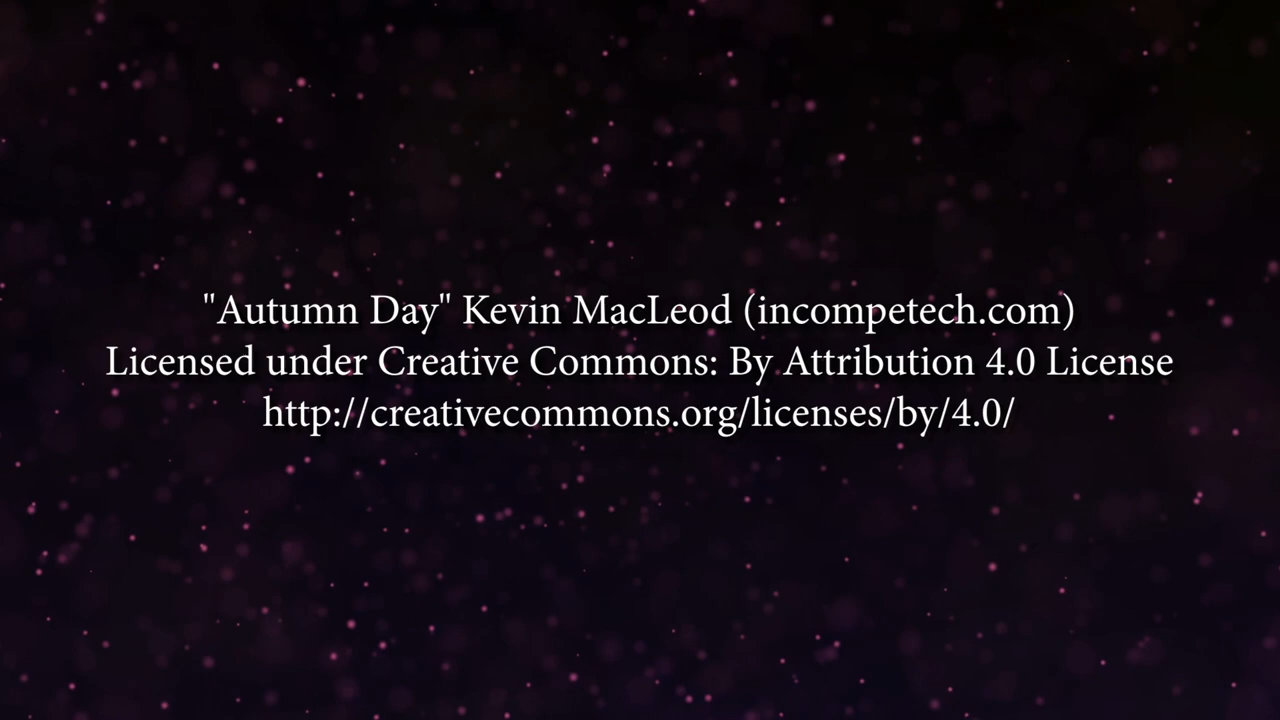 "Autumn Day" Kevin MacLeod (incompetech.com)
Licensed under Creative Commons: By Attribution 4.0 License
http://creativecommons.org/licenses/by/4.0/